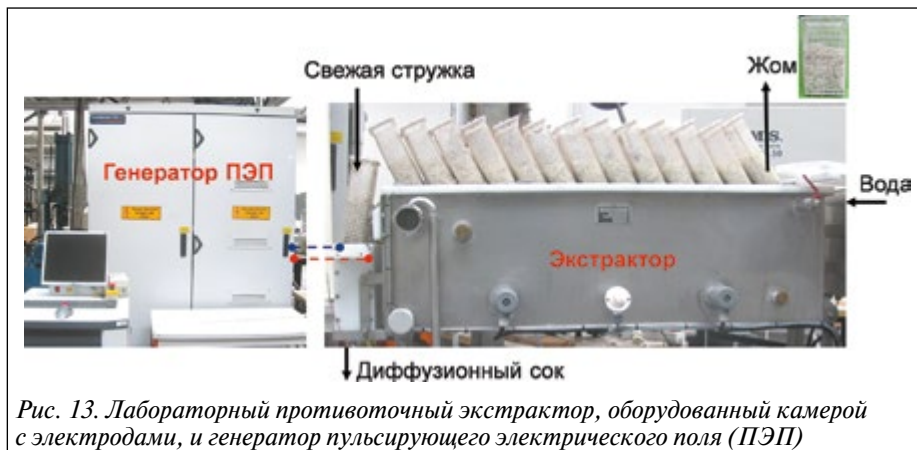 Свежая стружка
Жом
Генератор ПЭП
Вода
Экстрактор
Диффузионный сок
Рис. 13. Лабораторный противоточный экстрактор, оборудованный камерой
с электродами, и генератор пульсирующего электрического поля (ПЭП)